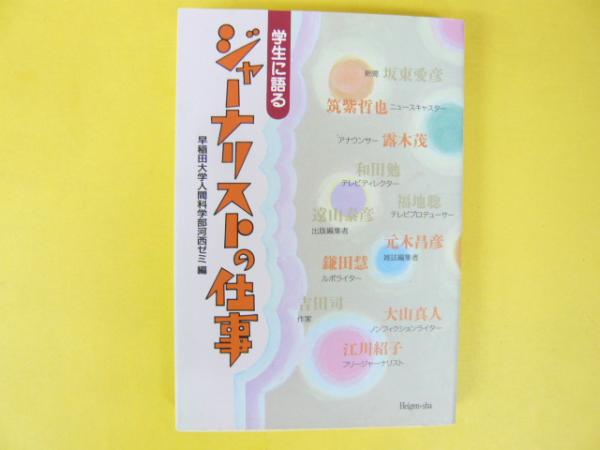 学生に語る
ジャーナリストの仕事
早稲田大学人間科学部河西ゼミ 編
新聞 坂東愛彦
筑紫哲也 ニュースキャスター
アナウンサー 露木茂
和田勉
テレビディレクター
福地聡
テレビプロデューサー
遠山泰彦
出版編集者
元木昌彦
雑誌編集者
鎌田慧
ルポライター
吉田司
作家
大山真人
ノンフィクションライター
江川紹子
フリージャーナリスト
Heigen-sha